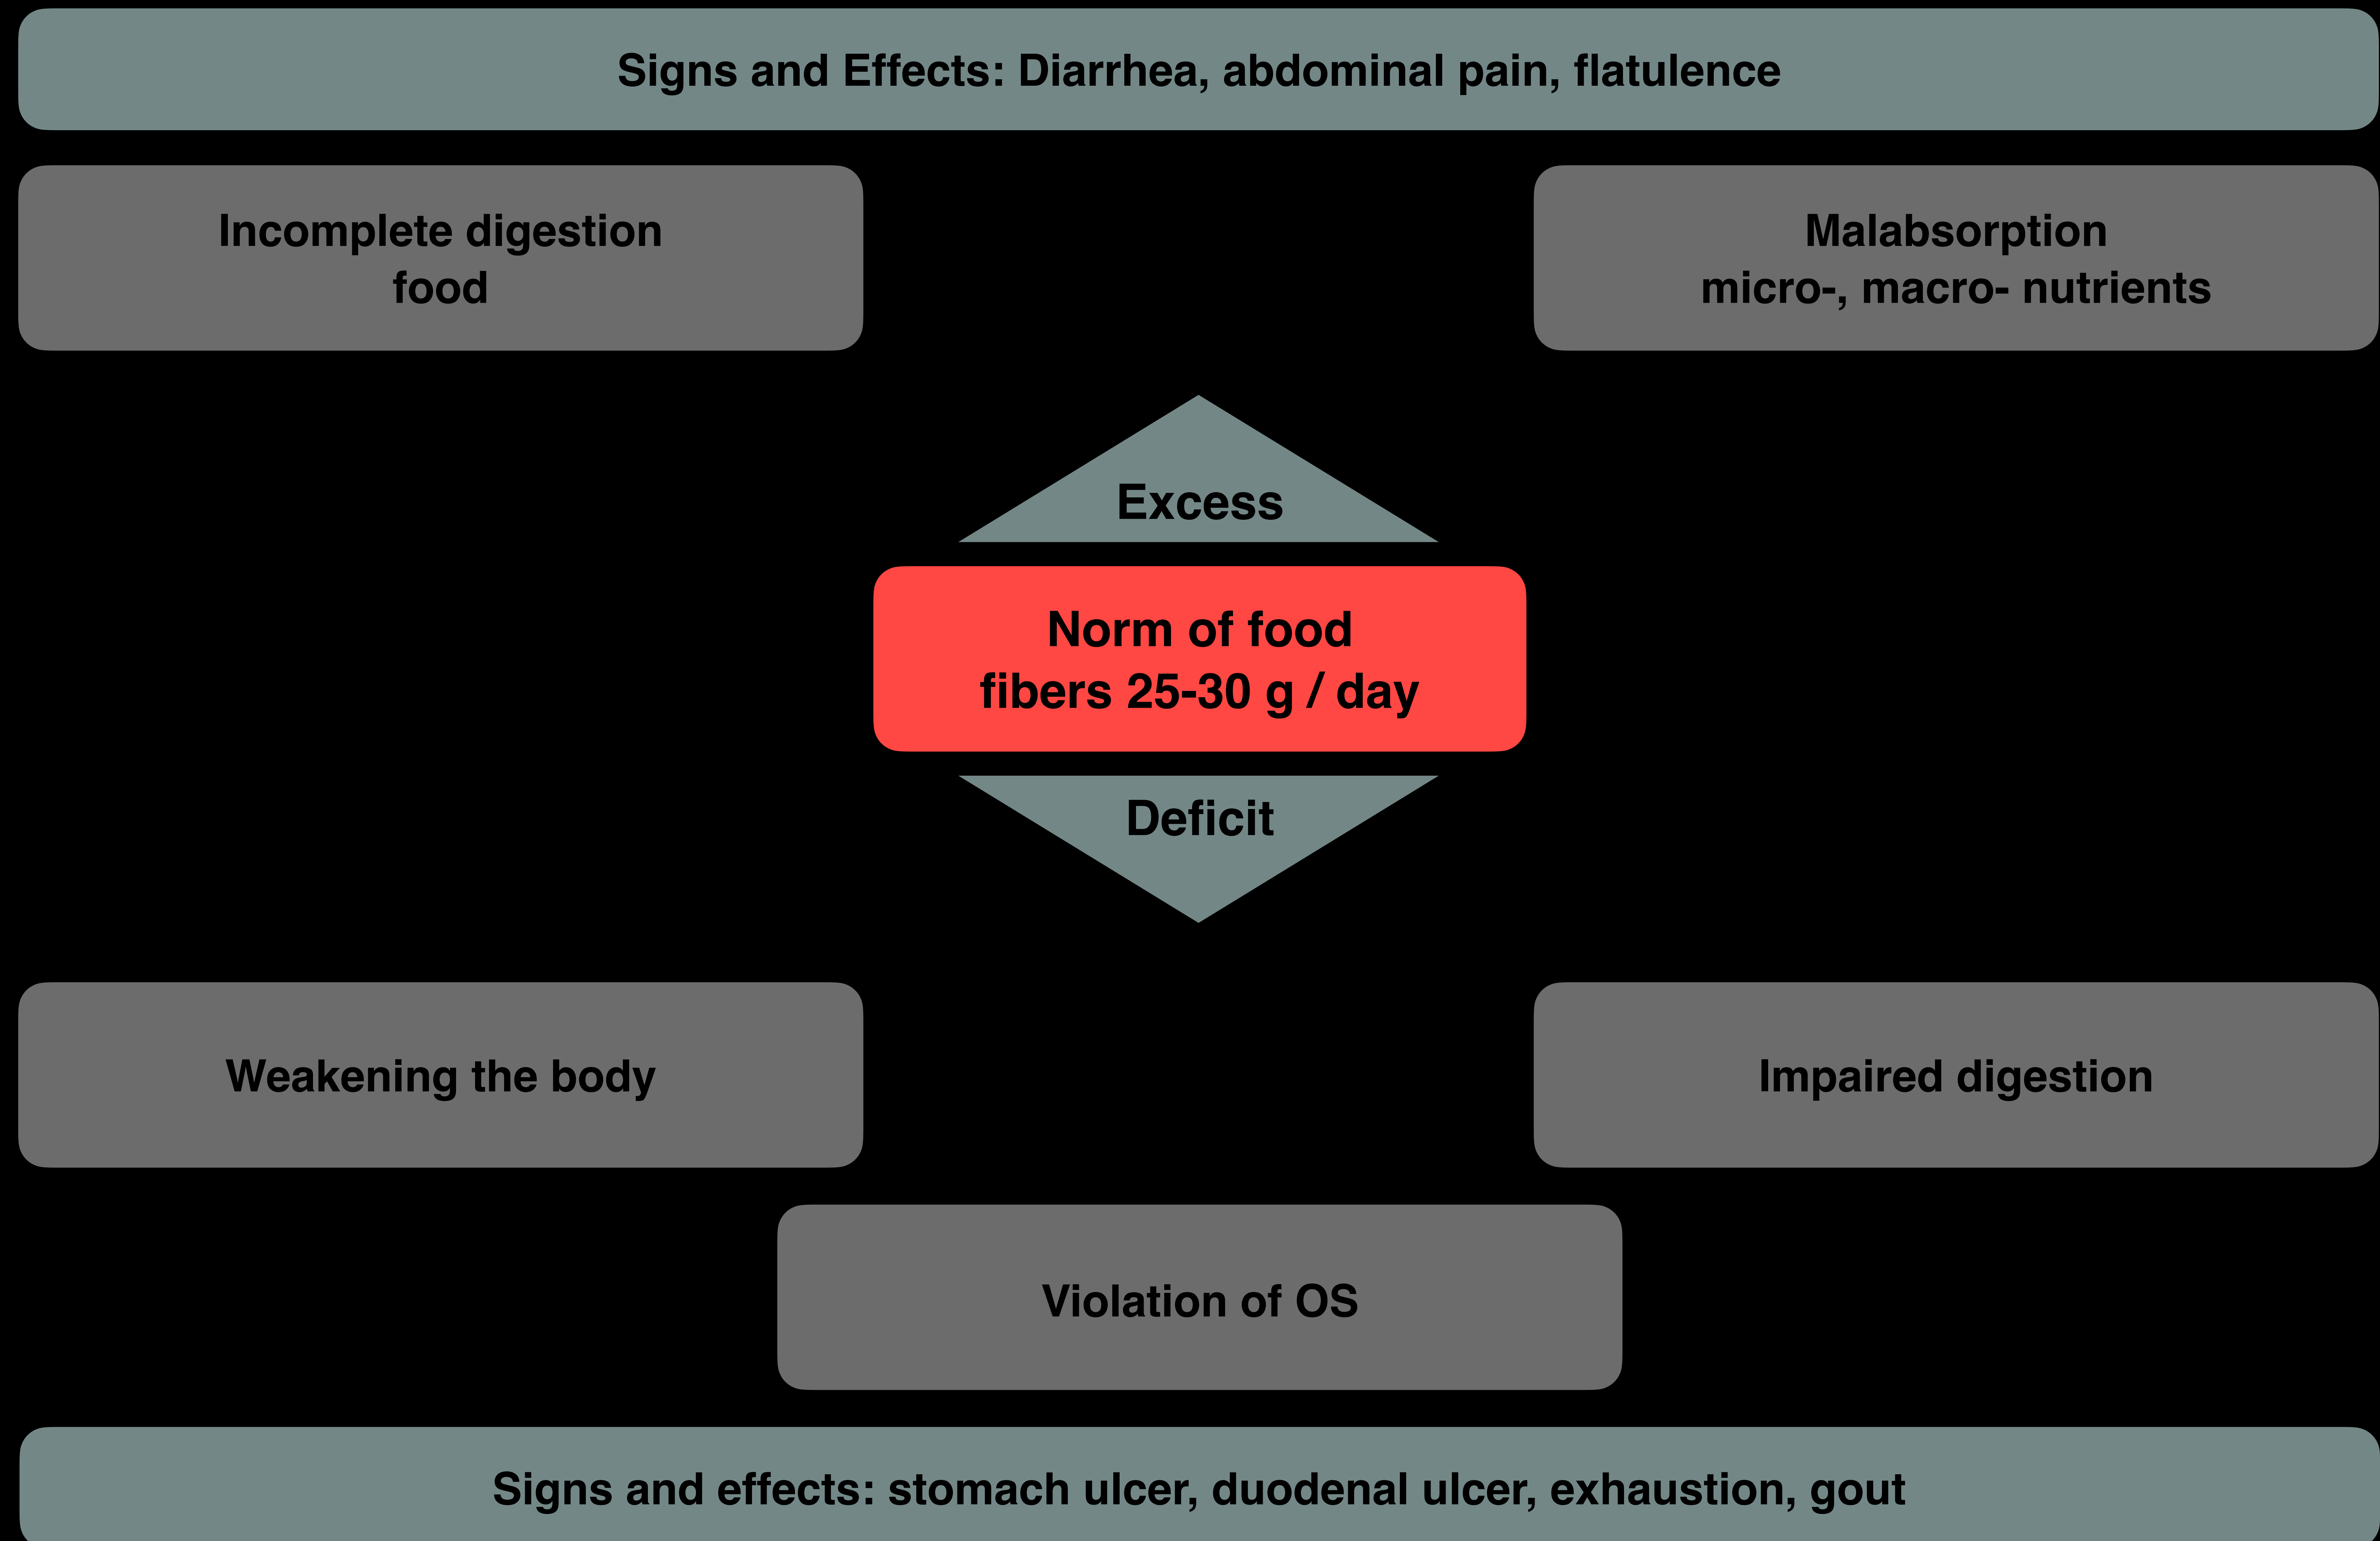 Signs and Effects: Diarrhea, abdominal pain, flatulence
Incomplete digestion
food
Malabsorption
micro-, macro- nutrients
Excess
Norm of food
fibers 25-30 g / day
Deficit
Weakening the body
Impaired digestion
Violation of OS
Signs and effects: stomach ulcer, duodenal ulcer, exhaustion, gout